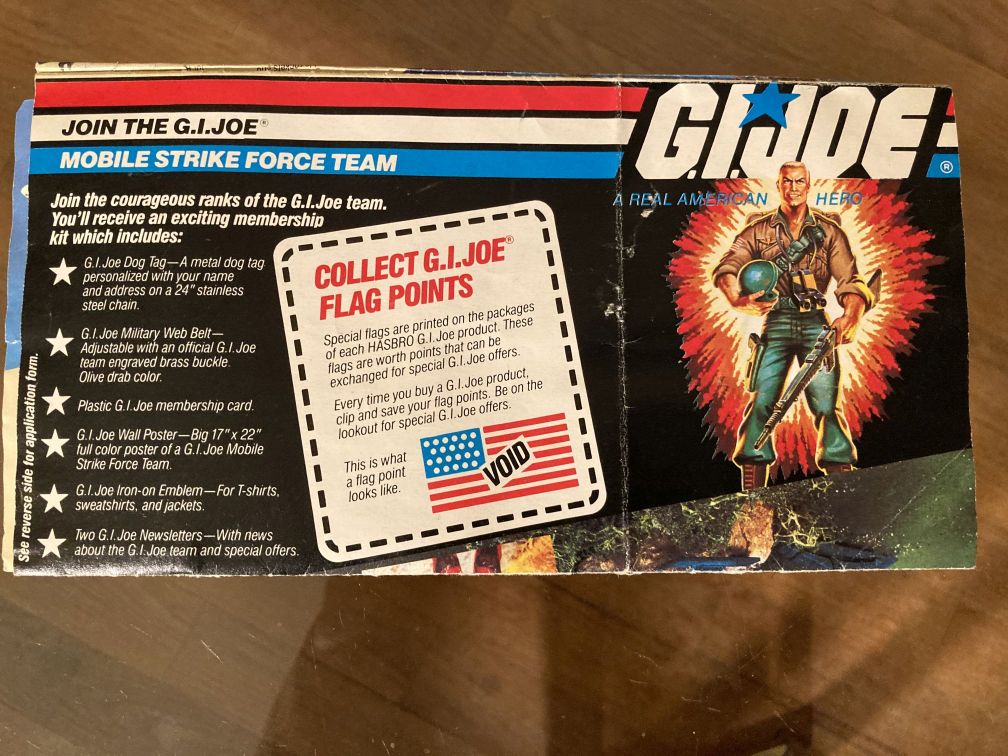 JOIN THE G.I.JOE®
MOBILE STRIKE FORCE TEAM
Join the courageous ranks of the G.I.Joe team.
You'll receive an exciting membership
kit which includes:
G.I.Joe Dog Tag—A metal dog tag
personalized with your name
and address on a 24" stainless
steel chain.
G.I.Joe Military Web Belt—
Adjustable with an official G.I.Joe
team engraved brass buckle.
Olive drab color.
Plastic G.I.Joe membership card.
G.I.Joe Wall Poster—Big 17" x 22"
full color poster of a G.I.Joe Mobile
Strike Force Team.
G.I.Joe Iron-on Emblem—For T-shirts,
sweatshirts, and jackets.
Two G.I.Joe Newsletters—With news
about the G.I.Joe team and special offers.
See reverse side for application form.
COLLECT G.I.JOE®
FLAG POINTS
Special flags are printed on the packages
of each HASBRO G.I.Joe product. These
flags are worth points that can be
exchanged for special G.I.Joe offers.
Every time you buy a G.I.Joe product,
clip and save your flag points. Be on the
lookout for special G.I.Joe offers.
This is what
a flag point
looks like.
VOID
G.I.JOE
®
A REAL AMERICAN HERO